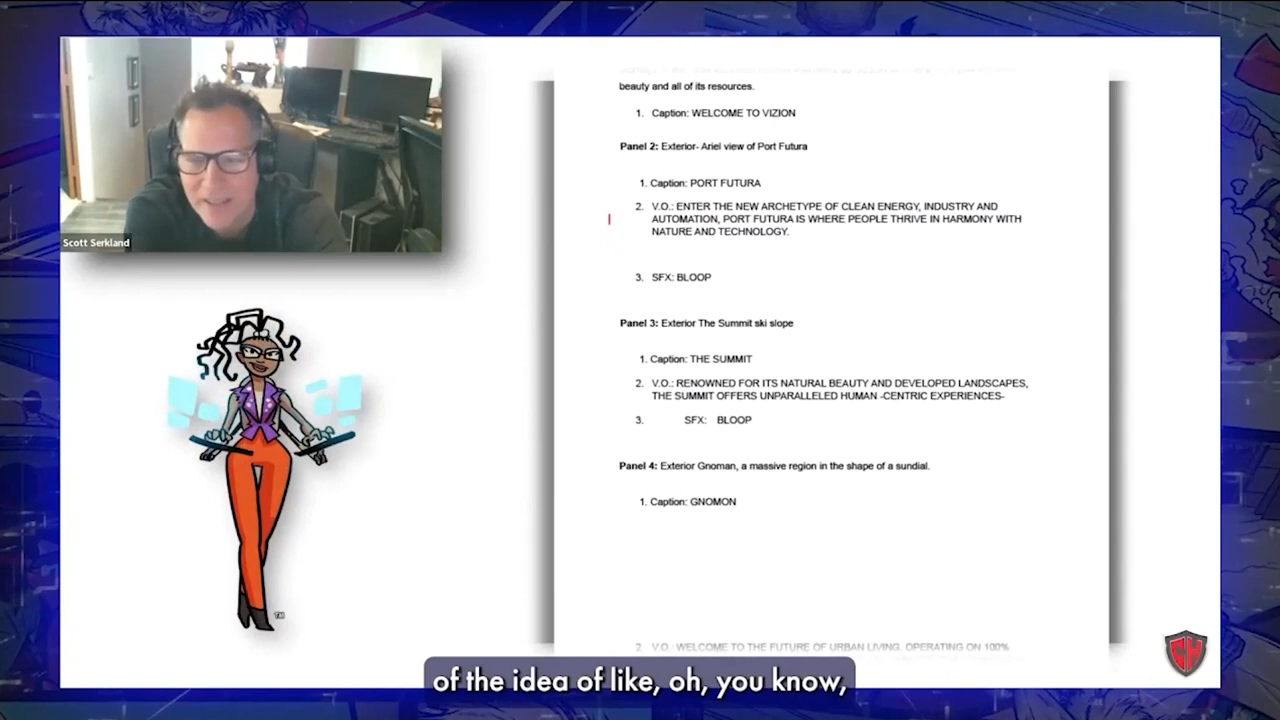 Scott Serkland
beauty and all of its resources.
1. Caption: WELCOME TO VIZION
Panel 2: Exterior- Ariel view of Port Futura
1. Caption: PORT FUTURA
2. V.O.: ENTER THE NEW ARCHETYPE OF CLEAN ENERGY, INDUSTRY AND
AUTOMATION, PORT FUTURA IS WHERE PEOPLE THRIVE IN HARMONY WITH
NATURE AND TECHNOLOGY.
3. SFX: BLOOP
Panel 3: Exterior The Summit ski slope
1. Caption: THE SUMMIT
2. V.O.: RENOWNED FOR ITS NATURAL BEAUTY AND DEVELOPED LANDSCAPES,
THE SUMMIT OFFERS UNPARALLELED HUMAN -CENTRIC EXPERIENCES-
3. SFX: BLOOP
Panel 4: Exterior Gnoman, a massive region in the shape of a sundial.
1. Caption: GNOMON
2 V.O.: WELCOME TO THE FUTURE OF URBAN LIVING. OPERATING ON 100%
TM
CH
of the idea of like, oh, you know,